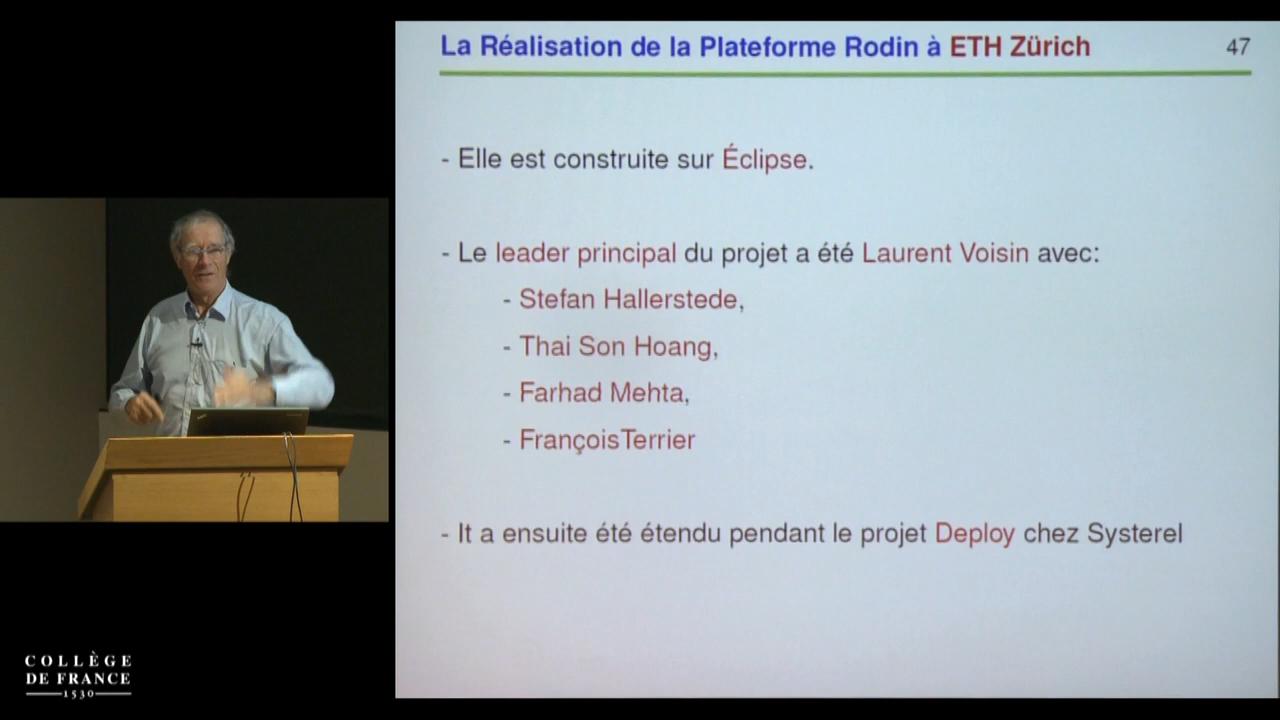 La Réalisation de la Plateforme Rodin à ETH Zürich 47
- Elle est construite sur Éclipse.
- Le leader principal du projet a été Laurent Voisin avec:
- Stefan Hallerstede,
- Thai Son Hoang,
- Farhad Mehta,
- FrançoisTerrier
- It a ensuite été étendu pendant le projet Deploy chez Systerel
COLLÈGE
DE FRANCE
1530